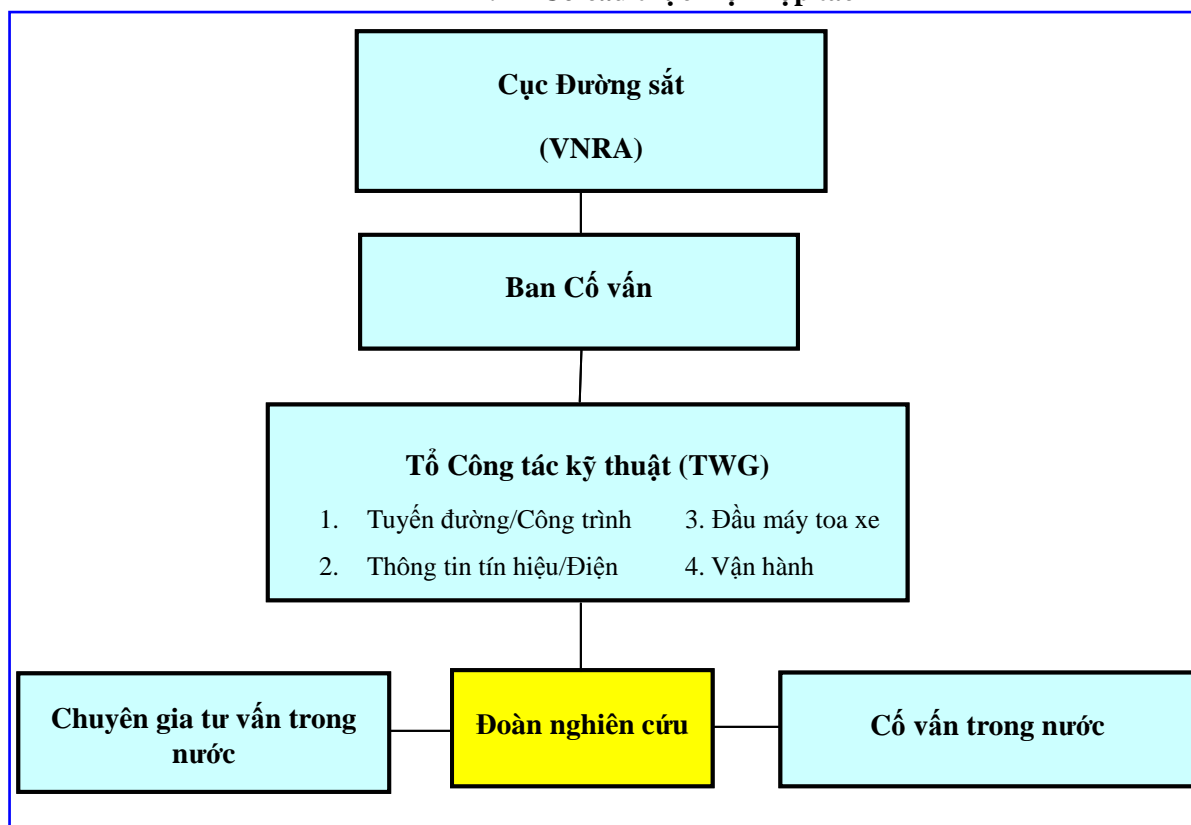 Cục Đường sắt
(VNRA)
Ban Cố vấn
Tổ Công tác kỹ thuật (TWG)
1. Tuyến đường/Công trình 3. Đầu máy toa xe
2. Thông tin tín hiệu/Điện 4. Vận hành
Chuyên gia tư vấn trong
nước
Đoàn nghiên cứu
Cố vấn trong nước